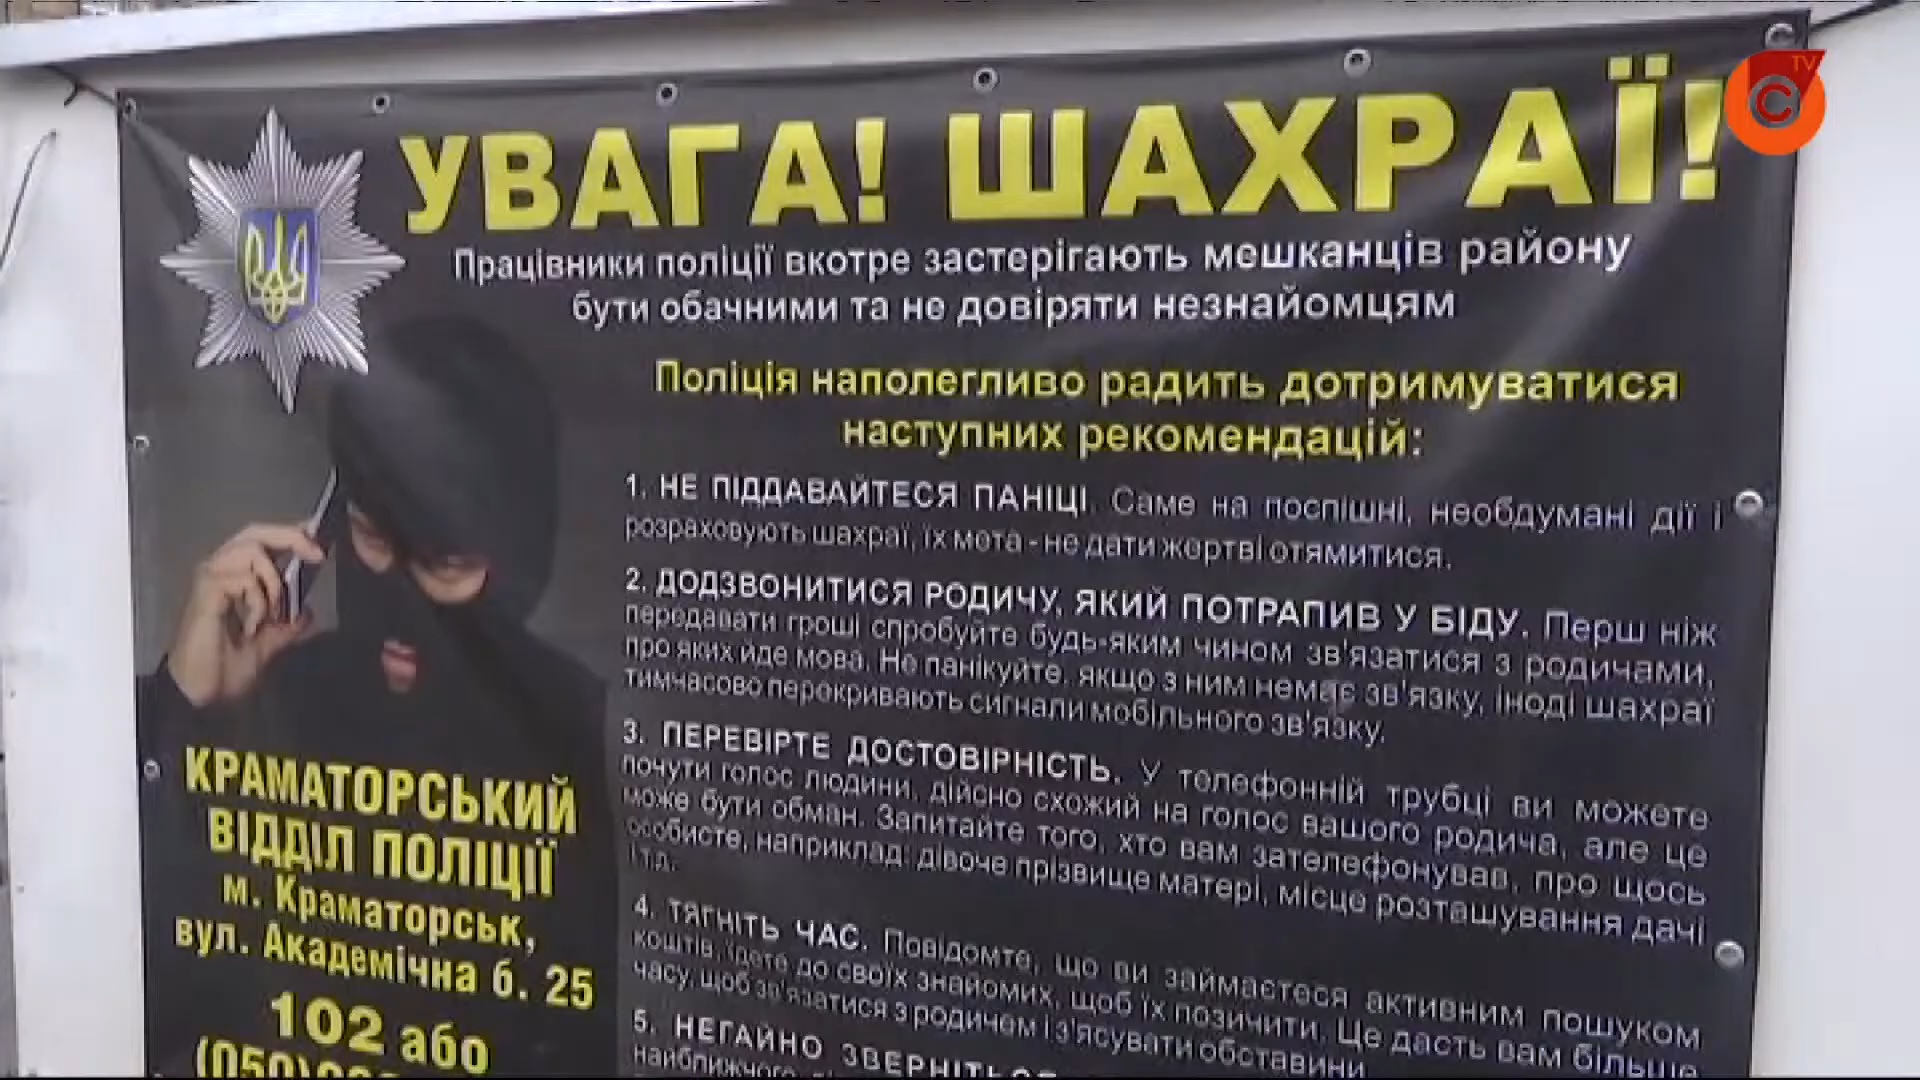 TV
C
УВАГА! ШАХРАЇ!
Працівники поліції вкотре застерігають мешканців району
бути обачними та не довіряти незнайомцям
Поліція наполегливо радить дотримуватися
наступних рекомендацій:
1. НЕ ПІДДАВАЙТЕСЯ ПАНІЦІ. Саме на поспішні, необдумані дії і
розраховують шахраї, їх мета - не дати жертві отямитися.
2. ДОДЗВОНИТИСЯ РОДИЧУ, ЯКИЙ ПОТРАПИВ У БІДУ. Перш ніж
передавати гроші спробуйте будь-яким чином зв'язатися з родичами,
про яких йде мова. Не панікуйте, якщо з ним немає зв'язку, іноді шахраї
тимчасово перекривають сигнали мобільного зв'язку.
3. ПЕРЕВІРТЕ ДОСТОВІРНІСТЬ. У телефонній трубці ви можете
почути голос людини, дійсно схожий на голос вашого родича, але це
може бути обман. Запитайте того, хто вам зателефонував, про щось
особисте, наприклад: дівоче прізвище матері, місце розташування дачі
і т.д.
4. ТЯГНІТЬ ЧАС. Повідомте, що ви займаєтеся активним пошуком
коштів, їдете до своїх знайомих, щоб їх позичити. Це дасть вам більше
часу, щоб зв'язатися з родичем і з'ясувати обставини
5. НЕГАЙНО ЗВЕРНІТЬСЯ
найближчого
КРАМАТОРСЬКИЙ
ВІДДІЛ ПОЛІЦІЇ
м. Краматорськ,
вул. Академічна б. 25
102 або
(050)